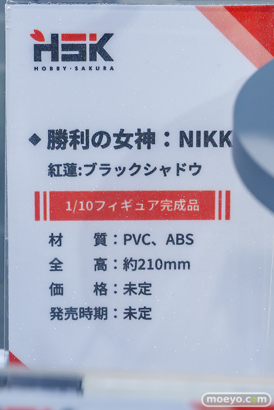 HSK
HOBBY·SAKURA
◆ 勝利の女神：NIKK
紅蓮:ブラックシャドウ
1/10フィギュア完成品
材　　質：PVC、ABS
全　　高：約210mm
価　　格：未定
発売時期：未定
moeyo.com